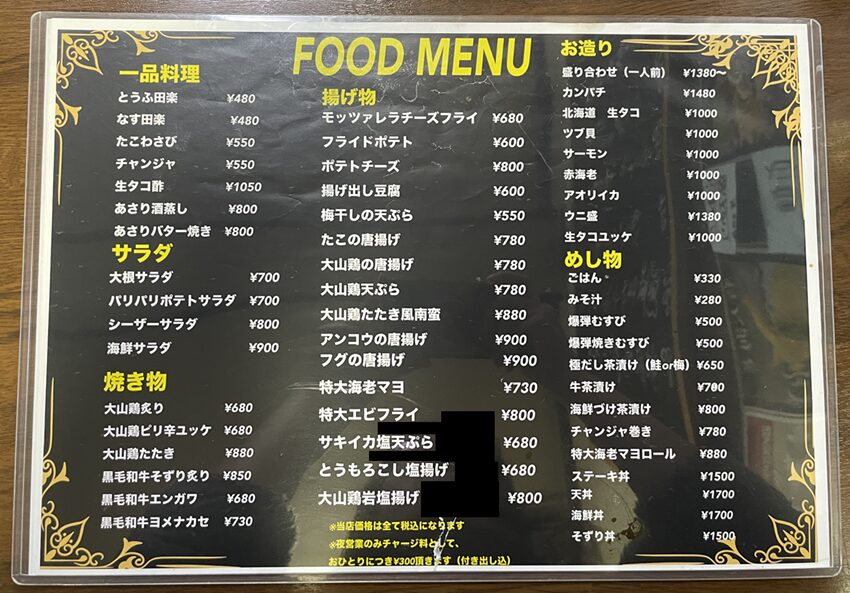 FOOD MENU
一品料理
とうふ田楽 ¥480
なす田楽 ¥480
たこわさび ¥550
チャンジャ ¥550
生タコ酢 ¥1050
あさり酒蒸し ¥800
あさりバター焼き ¥800
サラダ
大根サラダ ¥700
パリパリポテトサラダ ¥700
シーザーサラダ ¥800
海鮮サラダ ¥900
焼き物
大山鶏炙り ¥680
大山鶏ピリ辛ユッケ ¥680
大山鶏たたき ¥880
黒毛和牛そずり炙り ¥850
黒毛和牛エンガワ ¥680
黒毛和牛ヨメナカセ ¥730
揚げ物
モッツァレラチーズフライ ¥680
フライドポテト ¥600
ポテトチーズ ¥800
揚げ出し豆腐 ¥600
梅干しの天ぷら ¥550
たこの唐揚げ ¥780
大山鶏の唐揚げ ¥780
大山鶏天ぷら ¥780
大山鶏たたき風南蛮 ¥880
アンコウの唐揚げ ¥900
フグの唐揚げ ¥900
特大海老マヨ ¥730
特大エビフライ ¥800
サキイカ塩天ぷら ¥680
とうもろこし塩揚げ ¥680
大山鶏岩塩揚げ ¥800
※当店価格は全て税込になります
※夜営業のみチャージ料として、
おひとりにつき¥300頂きます（付き出し込）
お造り
盛り合わせ（一人前） ¥1380〜
カンパチ ¥1480
北海道 生タコ ¥1000
ツブ貝 ¥1000
サーモン ¥1000
赤海老 ¥1000
アオリイカ ¥1000
ウニ盛 ¥1380
生タコユッケ ¥1000
めし物
ごはん ¥330
みそ汁 ¥280
爆弾むすび ¥500
爆弾焼きむすび ¥500
極だし茶漬け（鮭or梅） ¥650
牛茶漬け ¥700
海鮮づけ茶漬け ¥800
チャンジャ巻き ¥780
特大海老マヨロール ¥880
ステーキ丼 ¥1500
天丼 ¥1700
海鮮丼 ¥1700
そずり丼 ¥1500